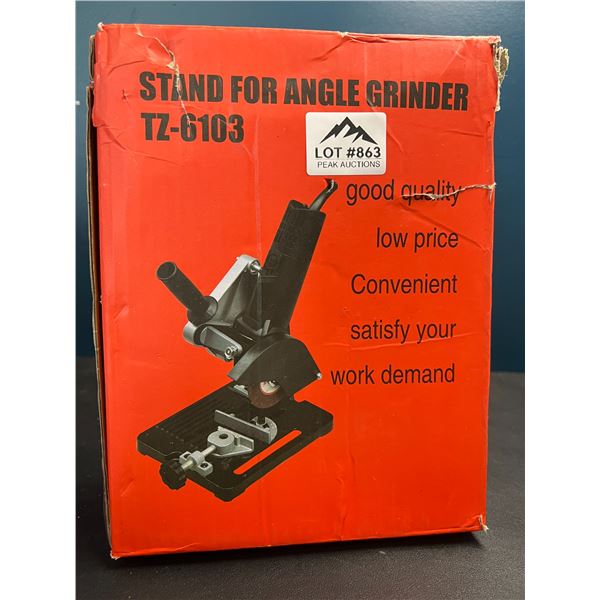 STAND FOR ANGLE GRINDER
TZ-6103
LOT #863
PEAK AUCTIONS
good quality
low price
Convenient
satisfy your
work demand